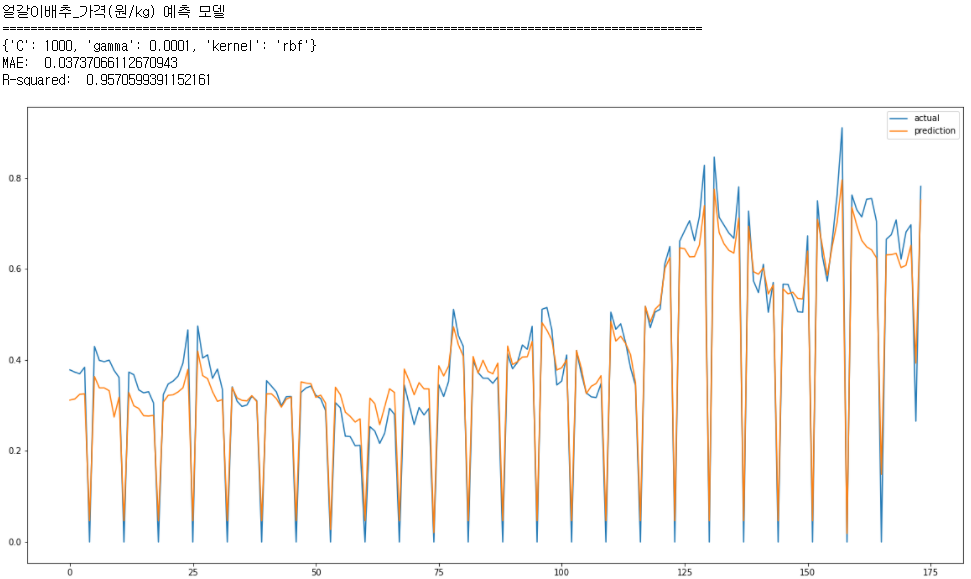 얼갈이배추_가격(원/kg) 예측 모델
====================================================================================================
{'C': 1000, 'gamma': 0.0001, 'kernel': 'rbf'}
MAE:  0.03737066112670943
R-squared:  0.9570599391152161
actual
prediction
0.8
0.6
0.4
0.2
0.0
0 25 50 75 100 125 150 175